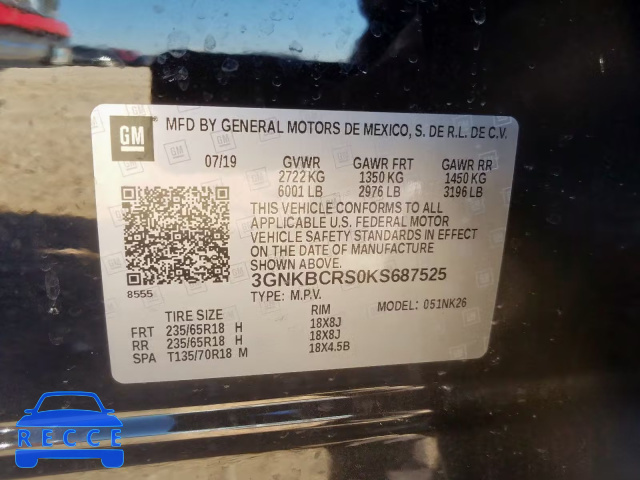 GM MFD BY GENERAL MOTORS DE MEXICO, S. DE R.L. DE C.V.
07/19 GVWR GAWR FRT GAWR RR
2722 KG 1350 KG 1450 KG
6001 LB 2976 LB 3196 LB
THIS VEHICLE CONFORMS TO ALL
APPLICABLE U.S. FEDERAL MOTOR
VEHICLE SAFETY STANDARDS IN EFFECT
ON THE DATE OF MANUFACTURE
SHOWN ABOVE.
3GNKBCRS0KS687525
8555 TYPE: M.P.V. MODEL: 051NK26
TIRE SIZE RIM
FRT 235/65R18 H 18X8J
RR 235/65R18 H 18X8J
SPA T135/70R18 M 18X4.5B
RECCE